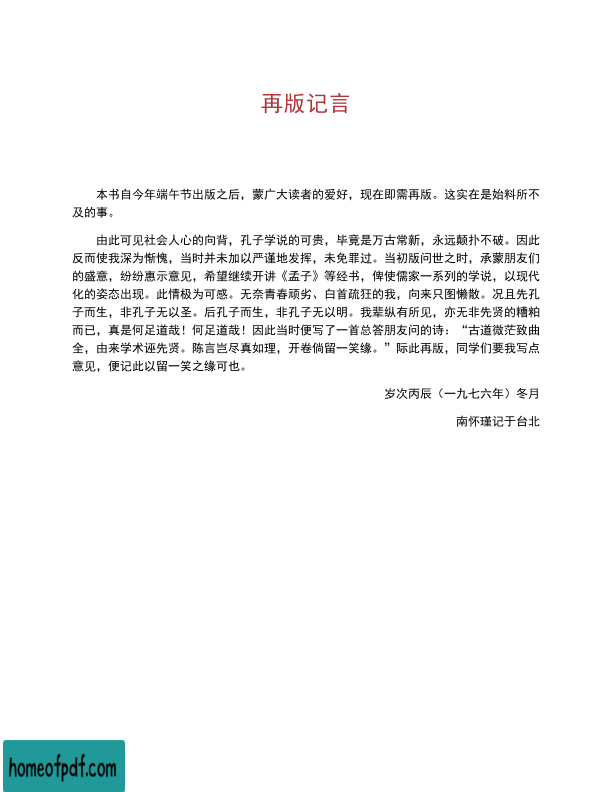 再版记言
本书自今年端午节出版之后，蒙广大读者的爱好，现在即需再版。这实在是始料所不
及的事。
由此可见社会人心的向背，孔子学说的可贵，毕竟是万古常新，永远颠扑不破。因此
反而使我深为惭愧，当时并未加以严谨地发挥，未免罪过。当初版问世之时，承蒙朋友们
的盛意，纷纷惠示意见，希望继续开讲《孟子》等经书，俾使儒家一系列的学说，以现代
化的姿态出现。此情极为可感。无奈青春顽劣、白首疏狂的我，向来只图懒散。况且先孔
子而生，非孔子无以圣。后孔子而生，非孔子无以明。我辈纵有所见，亦无非先贤的糟粕
而已，真是何足道哉！何足道哉！因此当时便写了一首总答朋友问的诗：“古道微茫致曲
全，由来学术诬先贤。陈言岂尽真如理，开卷倘留一笑缘。”际此再版，同学们要我写点
意见，便记此以留一笑之缘可也。
岁次丙辰（一九七六年）冬月
南怀瑾记于台北
homeofpdf.com